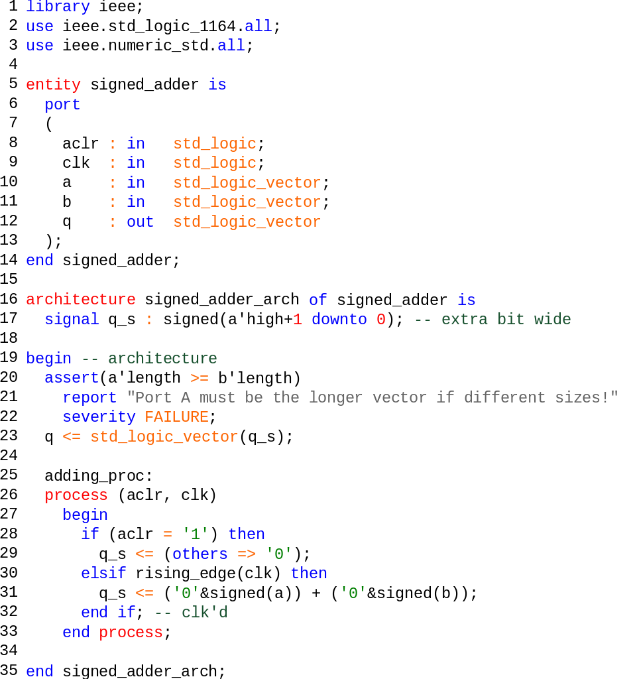 1 library ieee;
2 use ieee.std_logic_1164.all;
3 use ieee.numeric_std.all;
4
5 entity signed_adder is
6   port
7   (
8     aclr : in   std_logic;
9     clk  : in   std_logic;
10     a    : in   std_logic_vector;
11     b    : in   std_logic_vector;
12     q    : out  std_logic_vector
13   );
14 end signed_adder;
15
16 architecture signed_adder_arch of signed_adder is
17   signal q_s : signed(a'high+1 downto 0); -- extra bit wide
18
19 begin -- architecture
20   assert(a'length >= b'length)
21     report "Port A must be the longer vector if different sizes!"
22     severity FAILURE;
23   q <= std_logic_vector(q_s);
24
25   adding_proc:
26   process (aclr, clk)
27     begin
28       if (aclr = '1') then
29         q_s <= (others => '0');
30       elsif rising_edge(clk) then
31         q_s <= ('0'&signed(a)) + ('0'&signed(b));
32       end if; -- clk'd
33     end process;
34
35 end signed_adder_arch;